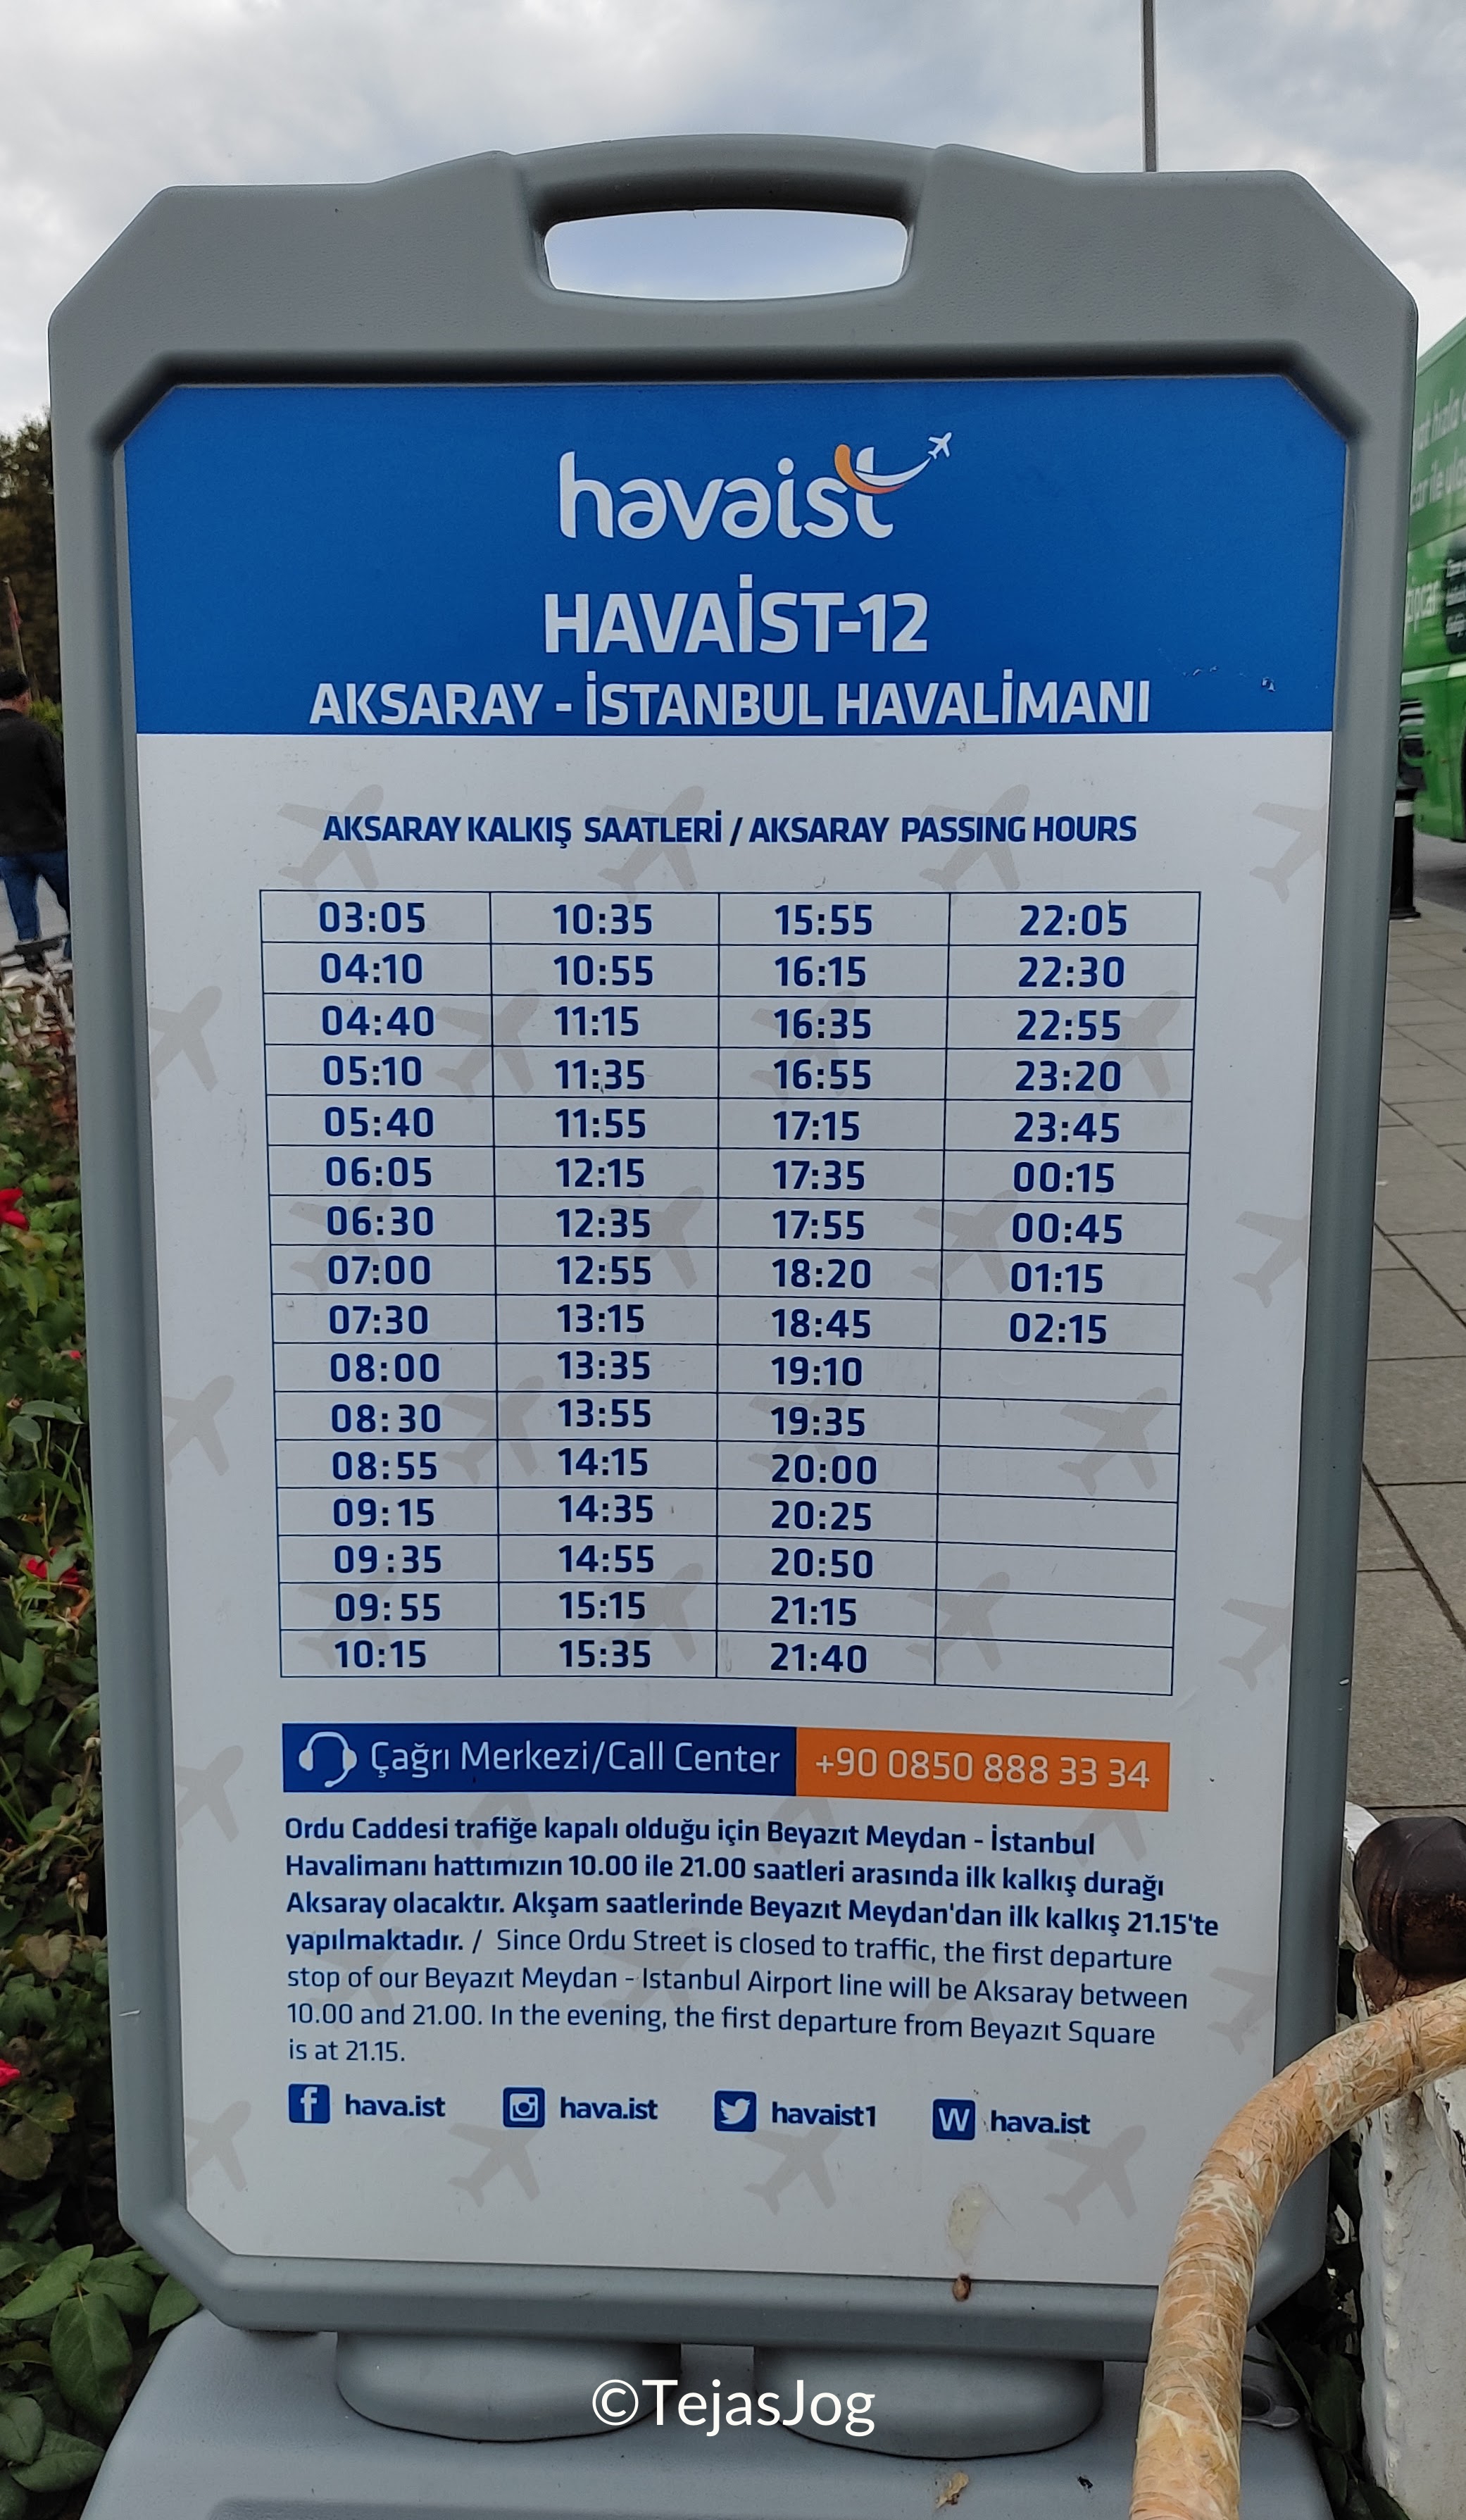 havaist
HAVAİST-12
AKSARAY - İSTANBUL HAVALİMANI
AKSARAY KALKIŞ SAATLERİ / AKSARAY PASSING HOURS
03:05 10:35 15:55 22:05
04:10 10:55 16:15 22:30
04:40 11:15 16:35 22:55
05:10 11:35 16:55 23:20
05:40 11:55 17:15 23:45
06:05 12:15 17:35 00:15
06:30 12:35 17:55 00:45
07:00 12:55 18:20 01:15
07:30 13:15 18:45 02:15
08:00 13:35 19:10
08:30 13:55 19:35
08:55 14:15 20:00
09:15 14:35 20:25
09:35 14:55 20:50
09:55 15:15 21:15
10:15 15:35 21:40
Çağrı Merkezi/Call Center +90 0850 888 33 34
Ordu Caddesi trafiğe kapalı olduğu için Beyazıt Meydan - İstanbul
Havalimanı hattımızın 10.00 ile 21.00 saatleri arasında ilk kalkış durağı
Aksaray olacaktır. Akşam saatlerinde Beyazıt Meydan'dan ilk kalkış 21.15'te
yapılmaktadır. / Since Ordu Street is closed to traffic, the first departure
stop of our Beyazıt Meydan - Istanbul Airport line will be Aksaray between
10.00 and 21.00. In the evening, the first departure from Beyazıt Square
is at 21.15.
f hava.ist hava.ist havaist1 W hava.ist
©TejasJog